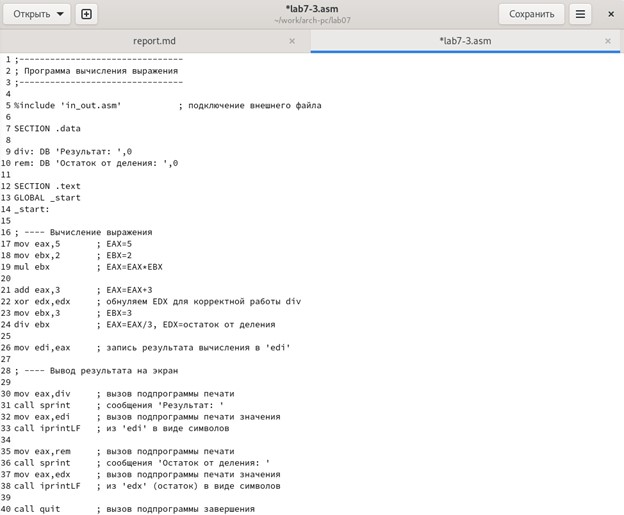 Открыть
*lab7-3.asm
~/work/arch-pc/lab07
Сохранить
report.md
*lab7-3.asm
1 ;-------------------------------
2 ; Программа вычисления выражения
3 ;-------------------------------
4
5 %include 'in_out.asm' ; подключение внешнего файла
6
7 SECTION .data
8
9 div: DB 'Результат: ',0
10 rem: DB 'Остаток от деления: ',0
11
12 SECTION .text
13 GLOBAL _start
14 _start:
15
16 ; ---- Вычисление выражения
17 mov eax,5 ; EAX=5
18 mov ebx,2 ; EBX=2
19 mul ebx ; EAX=EAX*EBX
20
21 add eax,3 ; EAX=EAX+3
22 xor edx,edx ; обнуляем EDX для корректной работы div
23 mov ebx,3 ; EBX=3
24 div ebx ; EAX=EAX/3, EDX=остаток от деления
25
26 mov edi,eax ; запись результата вычисления в 'edi'
27
28 ; ---- Вывод результата на экран
29
30 mov eax,div ; вызов подпрограммы печати
31 call sprint ; сообщения 'Результат: '
32 mov eax,edi ; вызов подпрограммы печати значения
33 call iprintLF ; из 'edi' в виде символов
34
35 mov eax,rem ; вызов подпрограммы печати
36 call sprint ; сообщения 'Остаток от деления: '
37 mov eax,edx ; вызов подпрограммы печати значения
38 call iprintLF ; из 'edx' (остаток) в виде символов
39
40 call quit ; вызов подпрограммы завершения